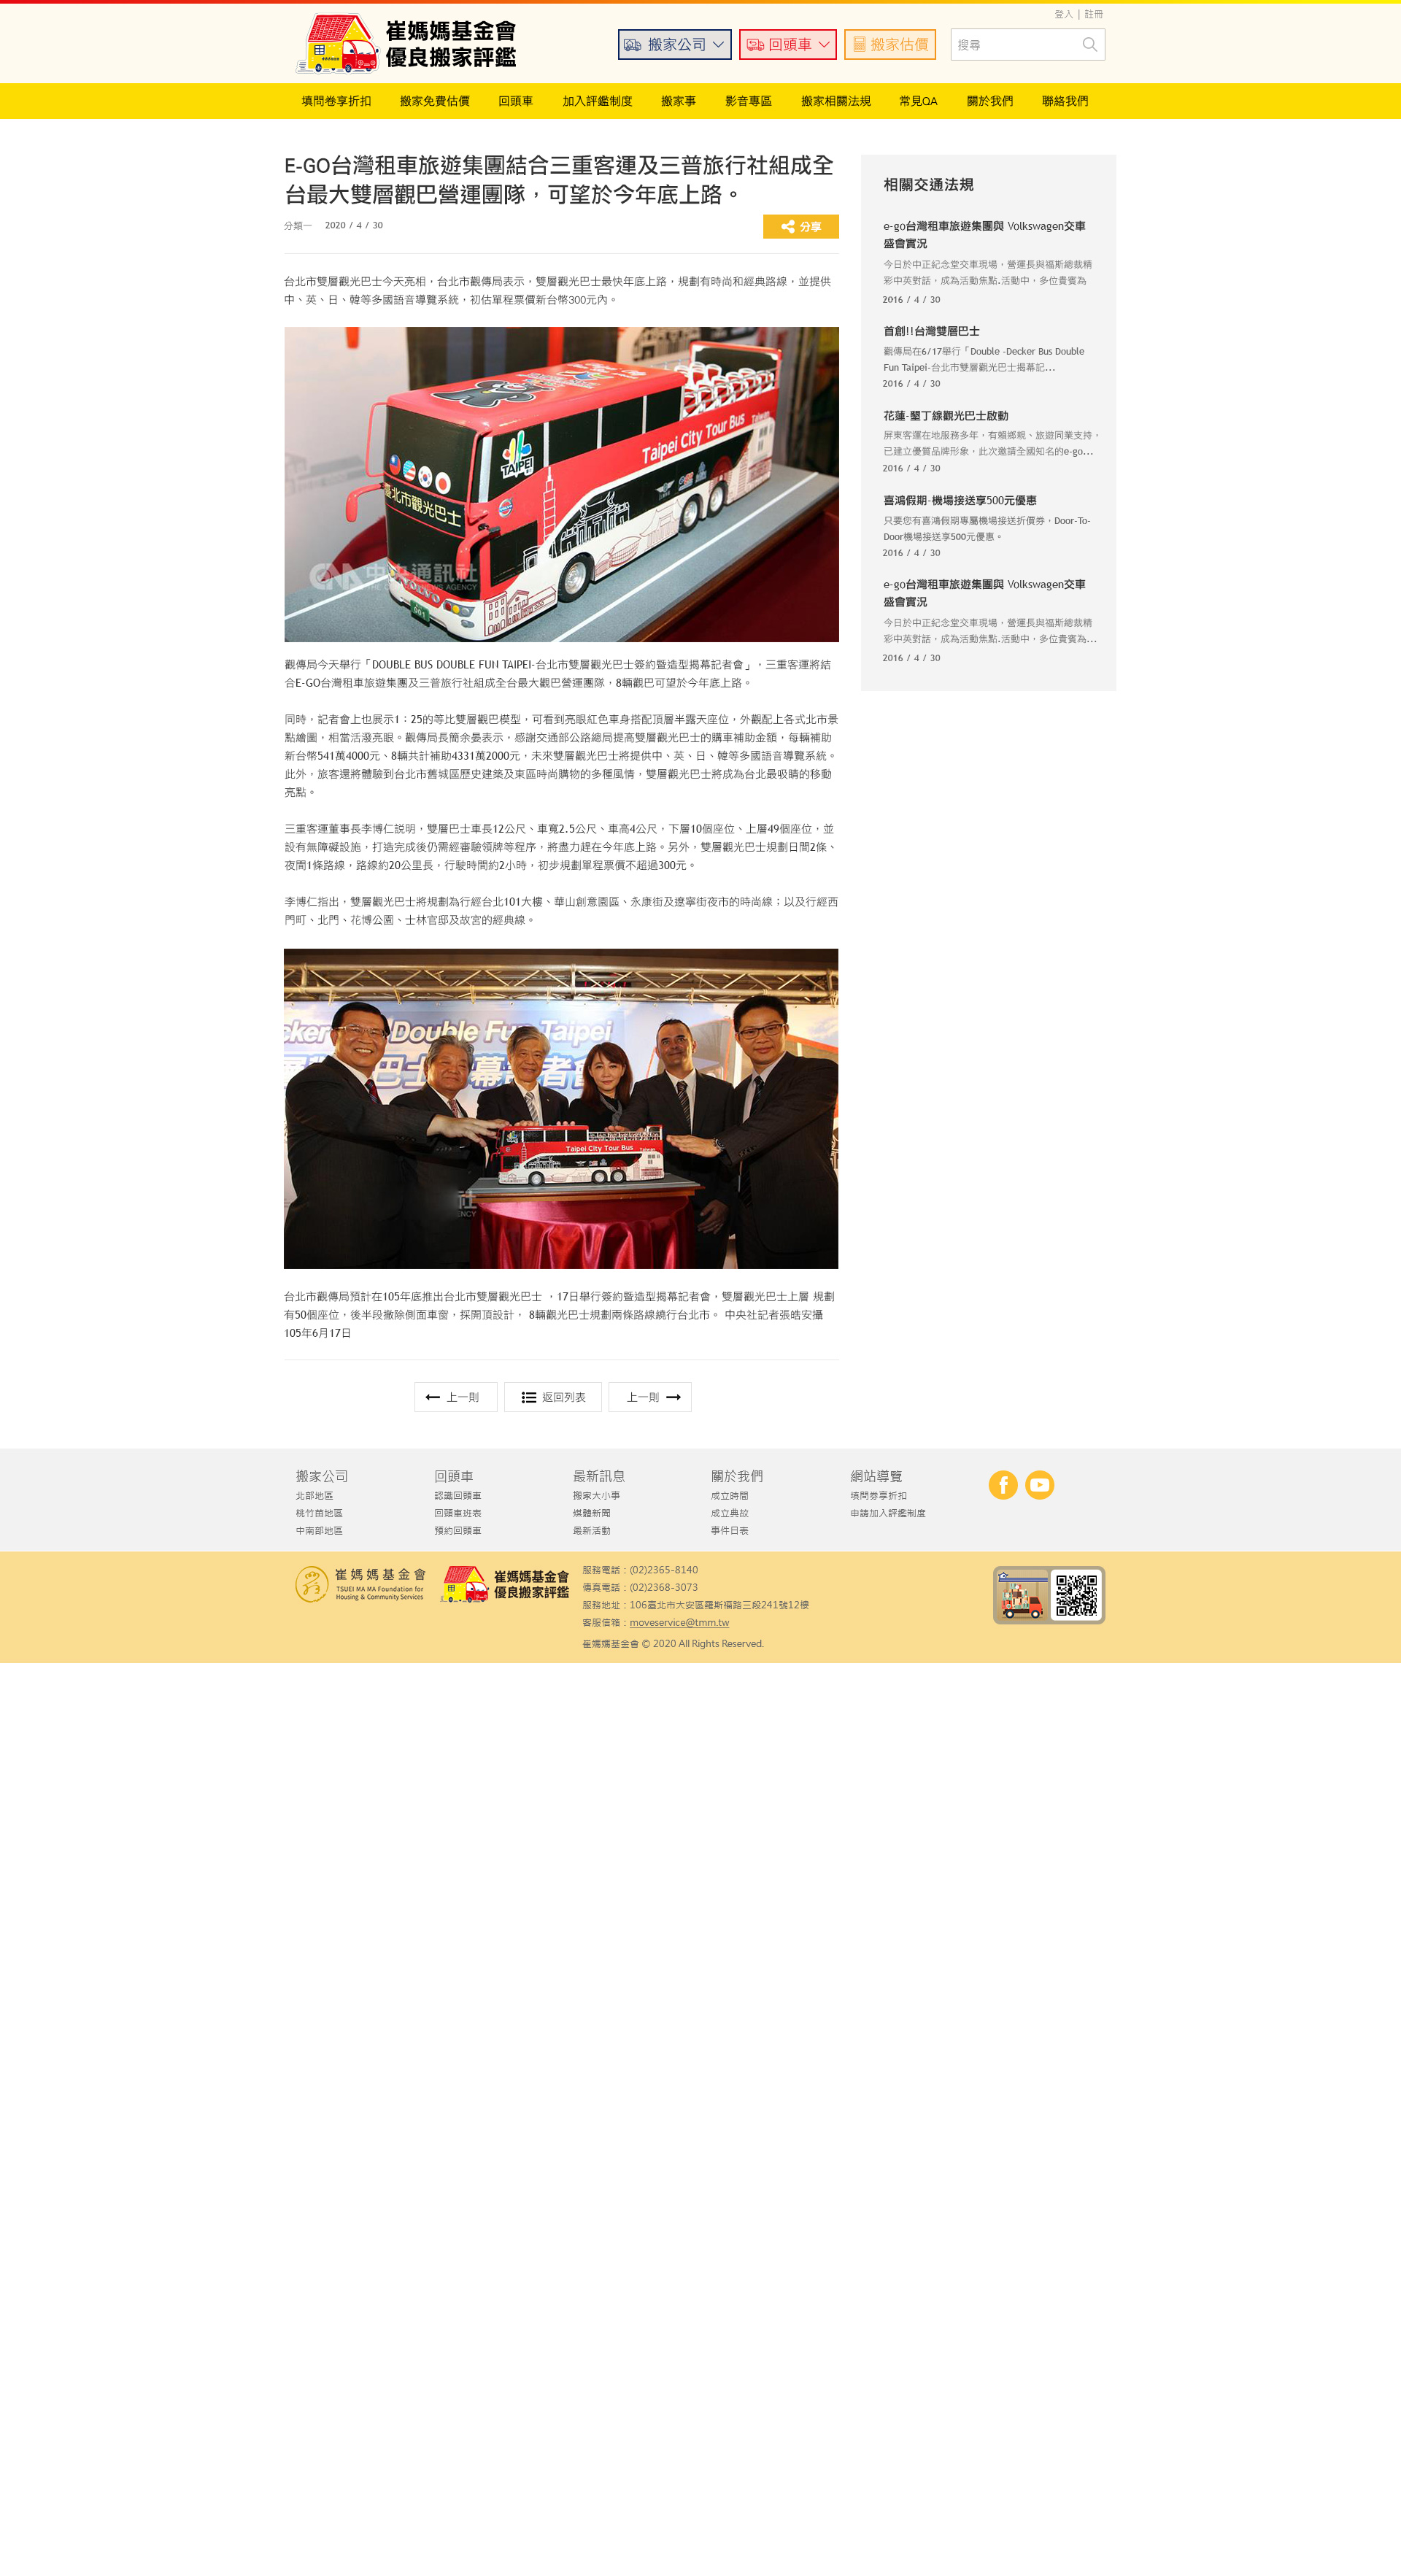 登入 | 註冊
崔媽媽基金會
優良搬家評鑑
搬家公司
回頭車
搬家估價
搜尋
填問卷享折扣
搬家免費估價
回頭車
加入評鑑制度
搬家事
影音專區
搬家相關法規
常見QA
關於我們
聯絡我們
E-GO台灣租車旅遊集團結合三重客運及三普旅行社組成全
台最大雙層觀巴營運團隊，可望於今年底上路。
分類一 2020 / 4 / 30
分享
台北市雙層觀光巴士今天亮相，台北市觀傳局表示，雙層觀光巴士最快年底上路，規劃有時尚和經典路線，並提供
中、英、日、韓等多國語音導覽系統，初估單程票價新台幣300元內。
Taiwan
Taipei City Tour Bus
Taipei City Tour Bus
TAIPEI
臺北市觀光巴士
中央通訊社
VOLVO
001
觀傳局今天舉行「DOUBLE BUS DOUBLE FUN TAIPEI-台北市雙層觀光巴士簽約暨造型揭幕記者會」，三重客運將結
合E-GO台灣租車旅遊集團及三普旅行社組成全台最大觀巴營運團隊，8輛觀巴可望於今年底上路。
同時，記者會上也展示1：25的等比雙層觀巴模型，可看到亮眼紅色車身搭配頂層半露天座位，外觀配上各式北市景
點繪圖，相當活潑亮眼。觀傳局長簡余晏表示，感謝交通部公路總局提高雙層觀光巴士的購車補助金額，每輛補助
新台幣541萬4000元、8輛共計補助4331萬2000元，未來雙層觀光巴士將提供中、英、日、韓等多國語音導覽系統。
此外，旅客還將體驗到台北市舊城區歷史建築及東區時尚購物的多種風情，雙層觀光巴士將成為台北最吸睛的移動
亮點。
三重客運董事長李博仁説明，雙層巴士車長12公尺、車寬2.5公尺、車高4公尺，下層10個座位、上層49個座位，並
設有無障礙設施，打造完成後仍需經審驗領牌等程序，將盡力趕在今年底上路。另外，雙層觀光巴士規劃日間2條、
夜間1條路線，路線約20公里長，行駛時間約2小時，初步規劃單程票價不超過300元。
李博仁指出，雙層觀光巴士將規劃為行經台北101大樓、華山創意園區、永康街及遼寧街夜市的時尚線；以及行經西
門町、北門、花博公園、士林官邸及故宮的經典線。
Double Fun Taipei
Taipei City Tour Bus
台北市觀傳局預計在105年底推出台北市雙層觀光巴士 ，17日舉行簽約暨造型揭幕記者會，雙層觀光巴士上層 規劃
有50個座位，後半段撤除側面車窗，採開頂設計， 8輛觀光巴士規劃兩條路線繞行台北市。 中央社記者張皓安攝
105年6月17日
上一則
返回列表
上一則
相關交通法規
e-go台灣租車旅遊集團與 Volkswagen交車
盛會實況
今日於中正紀念堂交車現場，營運長與福斯總裁精
彩中英對話，成為活動焦點.活動中，多位貴賓為
2016 / 4 / 30
首創!!台灣雙層巴士
觀傳局在6/17舉行「Double -Decker Bus Double
Fun Taipei-台北市雙層觀光巴士揭幕記...
2016 / 4 / 30
花蓮-墾丁線觀光巴士啟動
屏東客運在地服務多年，有賴鄉親、旅遊同業支持，
已建立優質品牌形象，此次邀請全國知名的e-go...
2016 / 4 / 30
喜鴻假期-機場接送享500元優惠
只要您有喜鴻假期專屬機場接送折價券，Door-To-
Door機場接送享500元優惠。
2016 / 4 / 30
e-go台灣租車旅遊集團與 Volkswagen交車
盛會實況
今日於中正紀念堂交車現場，營運長與福斯總裁精
彩中英對話，成為活動焦點.活動中，多位貴賓為...
2016 / 4 / 30
搬家公司
北部地區
桃竹苗地區
中南部地區
回頭車
認識回頭車
回頭車班表
預約回頭車
最新訊息
搬家大小事
媒體新聞
最新活動
關於我們
成立時間
成立典故
事件日表
網站導覽
填問券享折扣
申請加入評鑑制度
崔媽媽基金會
TSUEI MA MA Foundation for
Housing & Community Services
崔媽媽基金會
優良搬家評鑑
服務電話：(02)2365-8140
傳真電話：(02)2368-3073
服務地址：106臺北市大安區羅斯福路三段241號12樓
客服信箱：moveservice@tmm.tw
崔媽媽基金會 © 2020 All Rights Reserved.